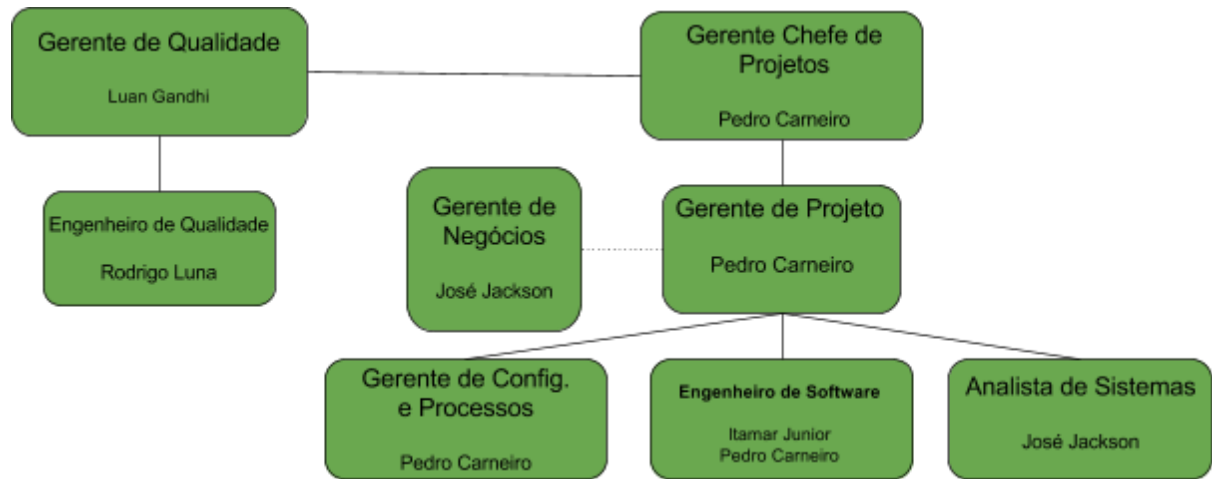 Gerente de Qualidade
Luan Gandhi
Gerente Chefe de
Projetos
Pedro Carneiro
Engenheiro de Qualidade
Rodrigo Luna
Gerente de
Negócios
José Jackson
Gerente de Projeto
Pedro Carneiro
Gerente de Config.
e Processos
Pedro Carneiro
Engenheiro de Software
Itamar Junior
Pedro Carneiro
Analista de Sistemas
José Jackson